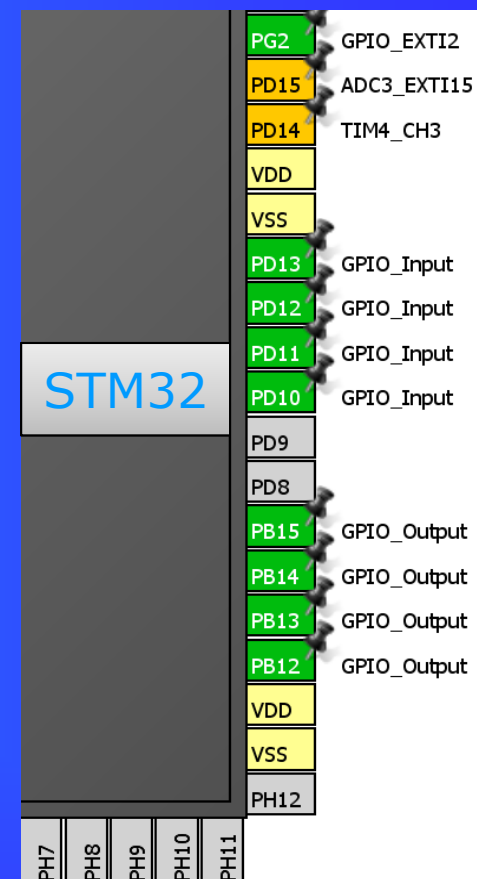 PG2 GPIO_EXTI2
PD15 ADC3_EXTI15
PD14 TIM4_CH3
VDD
VSS
PD13 GPIO_Input
PD12 GPIO_Input
PD11 GPIO_Input
PD10 GPIO_Input
STM32
PD9
PD8
PB15 GPIO_Output
PB14 GPIO_Output
PB13 GPIO_Output
PB12 GPIO_Output
VDD
VSS
PH12
PH7
PH8
PH9
PH10
PH11